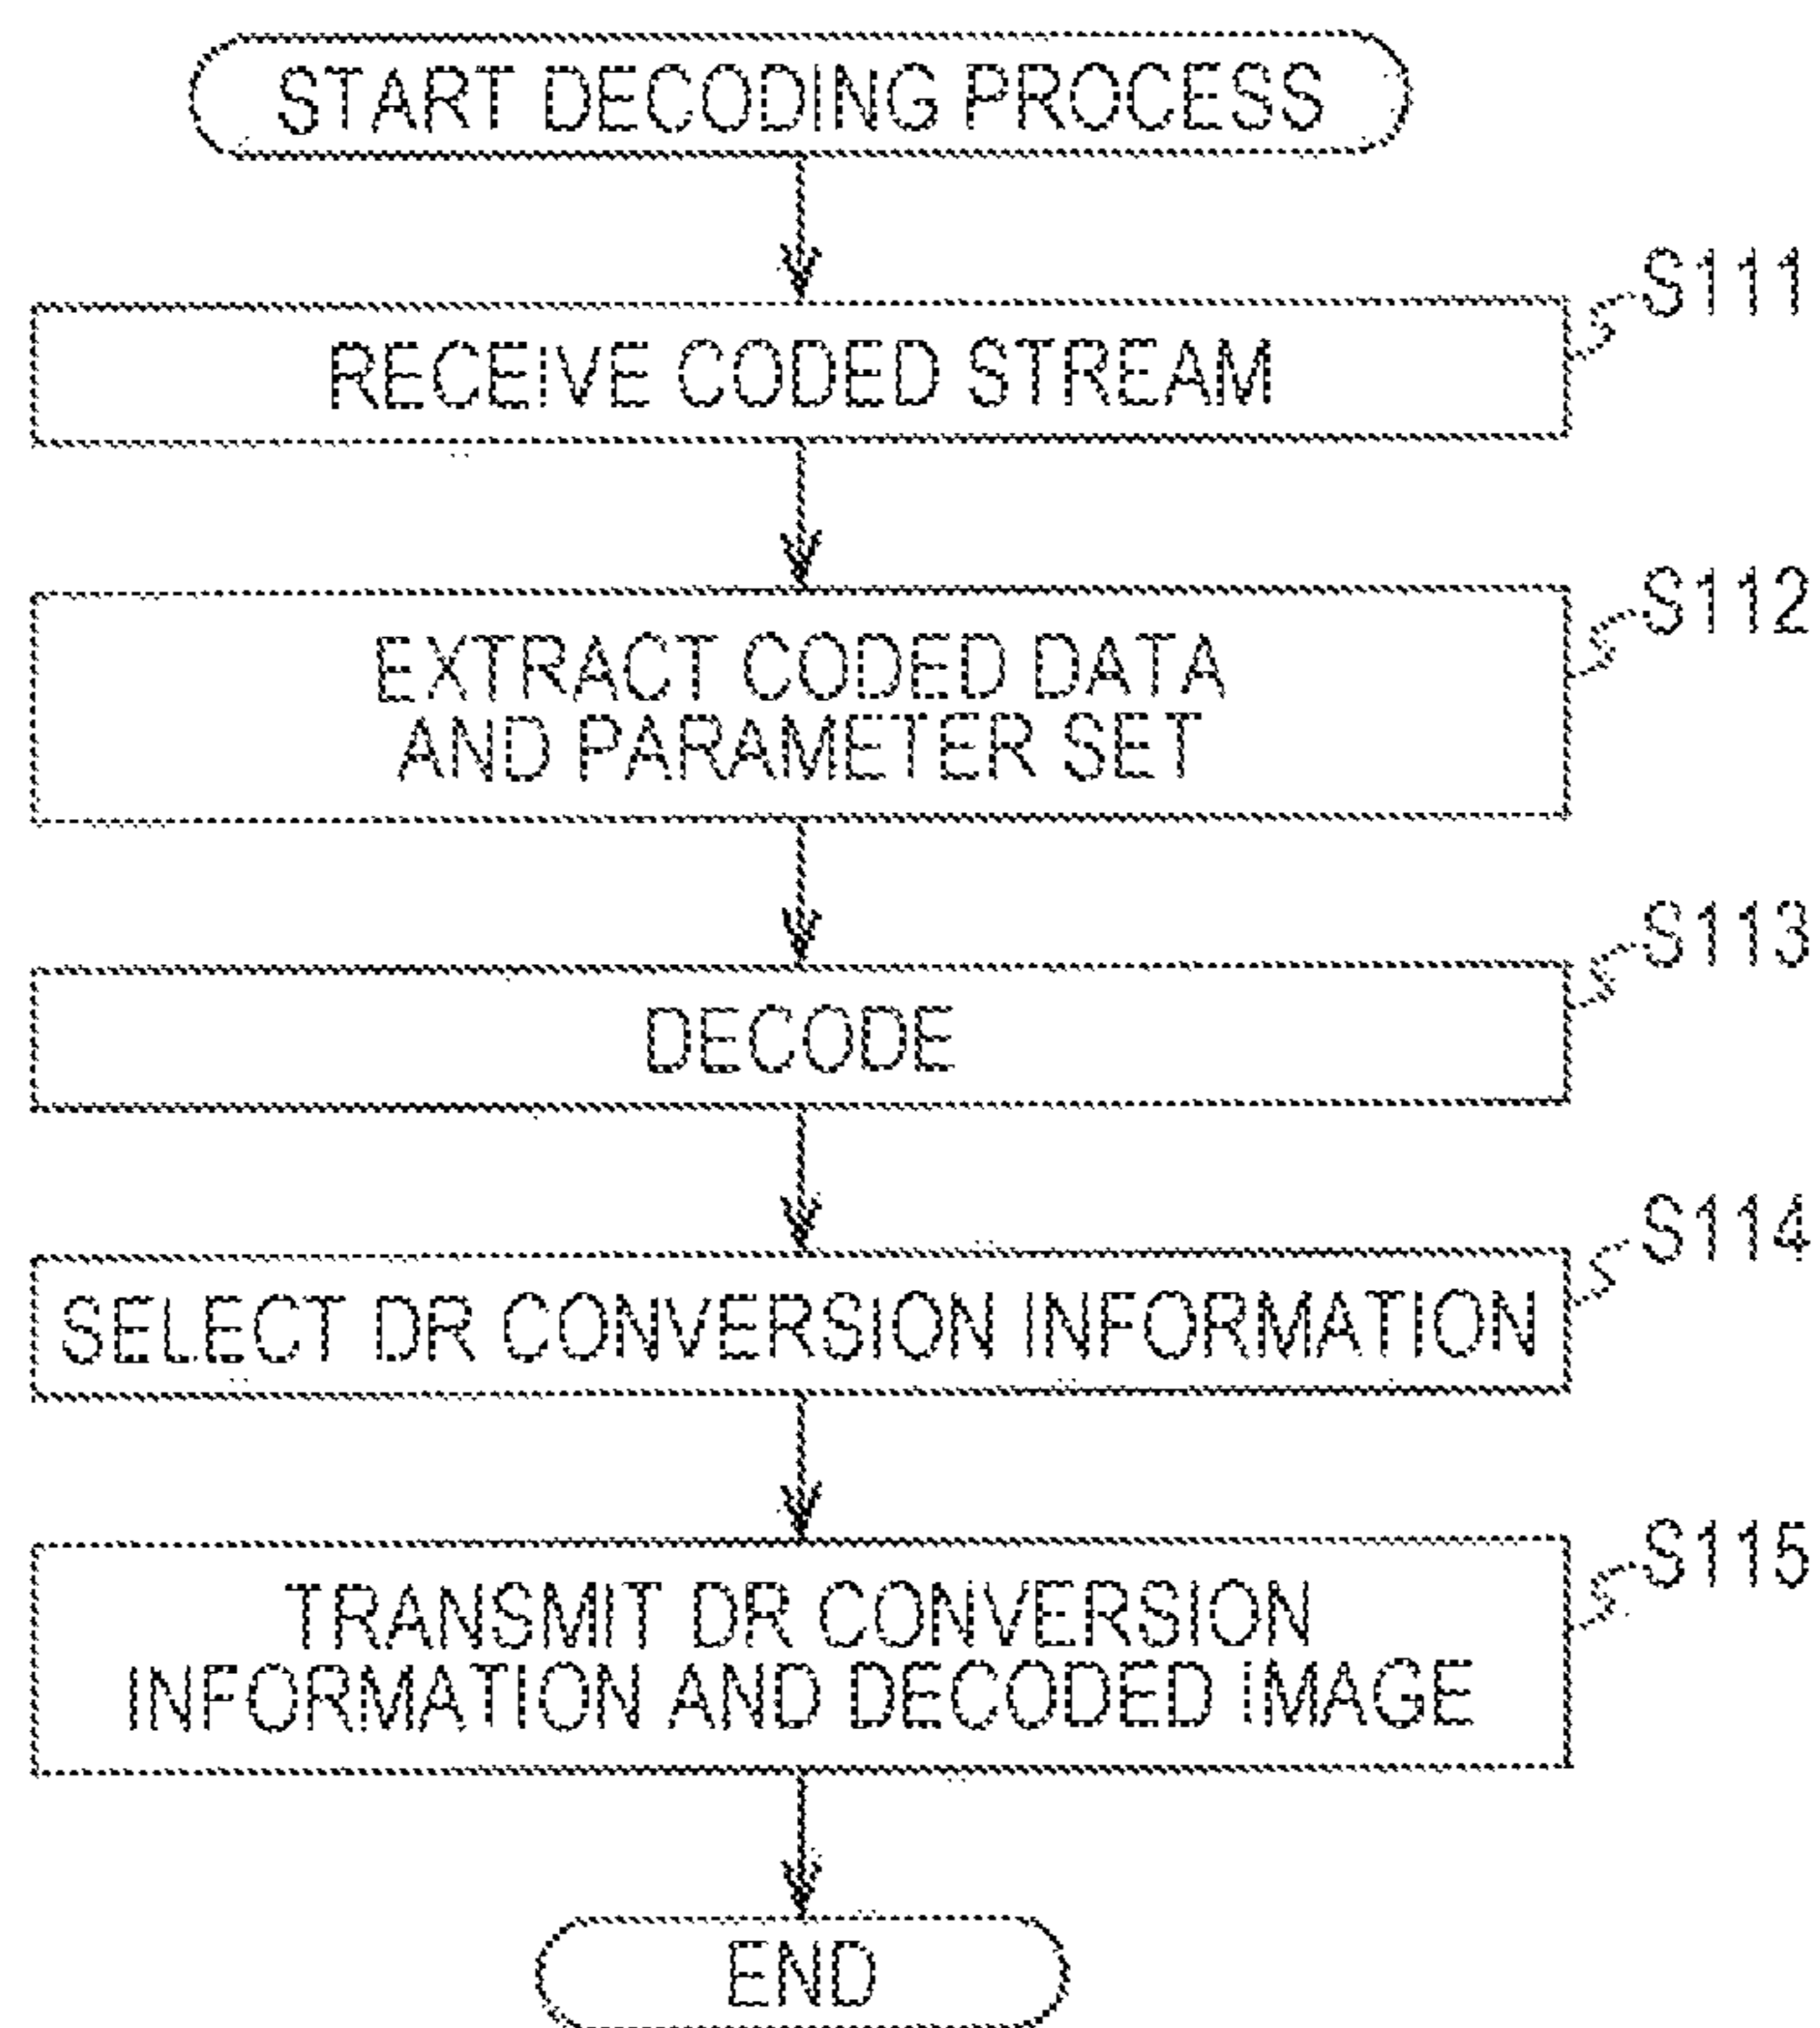 START DECODING PROCESS
S111
RECEIVE CODED STREAM
S112
EXTRACT CODED DATA
AND PARAMETER SET
S113
DECODE
S114
SELECT DR CONVERSION INFORMATION
S115
TRANSMIT DR CONVERSION
INFORMATION AND DECODED IMAGE
END